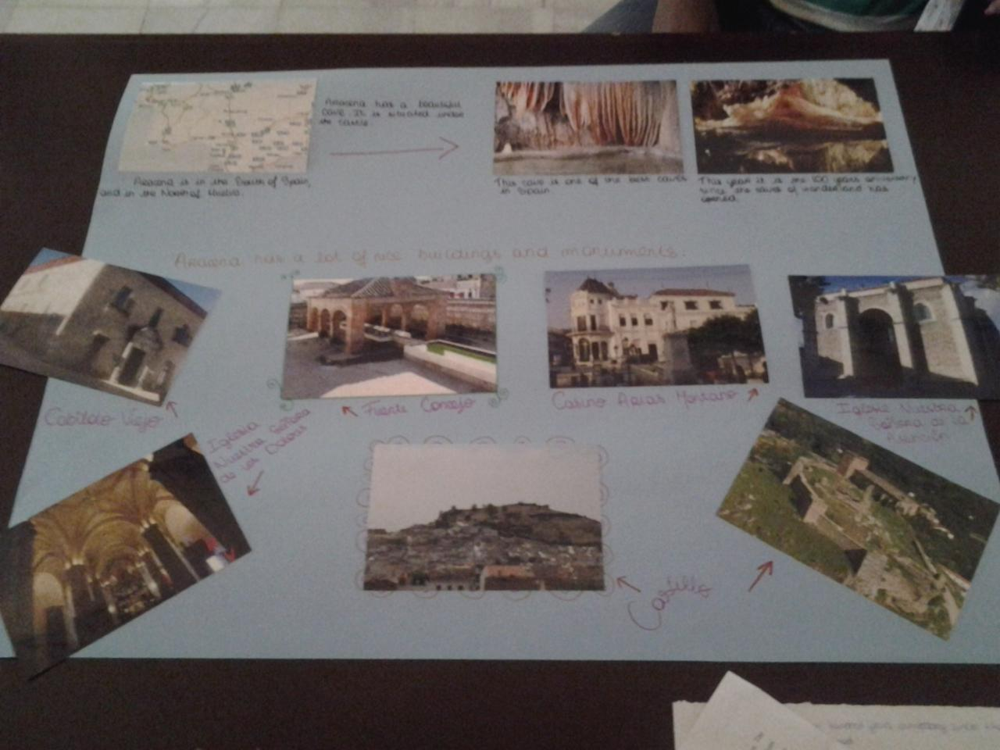 Aracena has a beautiful
cave. It is situated under
the castle.
Aracena is in the South of Spain,
and in the North of Huelva.
This cave is one of the best caves
in Spain
This year it is the 100 years aniversary
since the caves of wonderland has
opened.
Aracena has a lot of nice buildings and monuments:
Cabildo Viejo
Fuente Concejo
Casino Arias Montano
Iglesia Nuestra
Señora de la
Asunción
Iglesia
Nuestra Señora
de los Dolores
Castillo